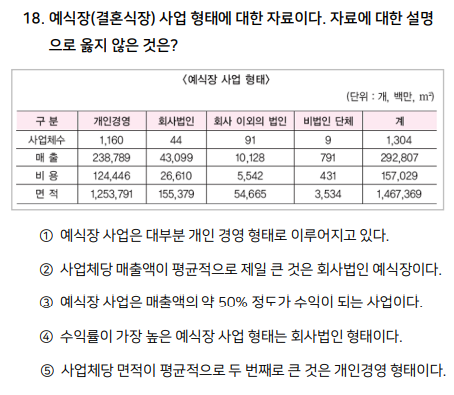 18. 예식장(결혼식장) 사업 형태에 대한 자료이다. 자료에 대한 설명
으로 옳지 않은 것은?
<예식장 사업 형태>
(단위 : 개, 백만, m²)
구 분 개인경영 회사법인 회사 이외의 법인 비법인 단체 계
사업체수 1,160 44 91 9 1,304
매 출 238,789 43,099 10,128 791 292,807
비 용 124,446 26,610 5,542 431 157,029
면 적 1,253,791 155,379 54,665 3,534 1,467,369
① 예식장 사업은 대부분 개인 경영 형태로 이루어지고 있다.
② 사업체당 매출액이 평균적으로 제일 큰 것은 회사법인 예식장이다.
③ 예식장 사업은 매출액의 약 50% 정도가 수익이 되는 사업이다.
④ 수익률이 가장 높은 예식장 사업 형태는 회사법인 형태이다.
⑤ 사업체당 면적이 평균적으로 두 번째로 큰 것은 개인경영 형태이다.